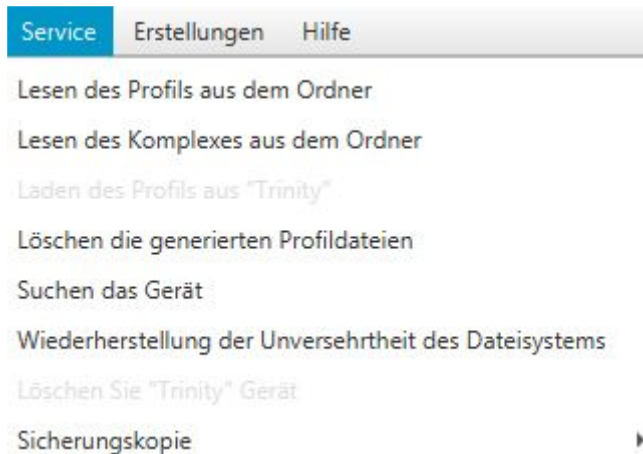 Service Erstellungen Hilfe
Lesen des Profils aus dem Ordner
Lesen des Komplexes aus dem Ordner
Laden des Profils aus "Trinity"
Löschen die generierten Profildateien
Suchen das Gerät
Wiederherstellung der Unversehrtheit des Dateisystems
Löschen Sie "Trinity" Gerät
Sicherungskopie